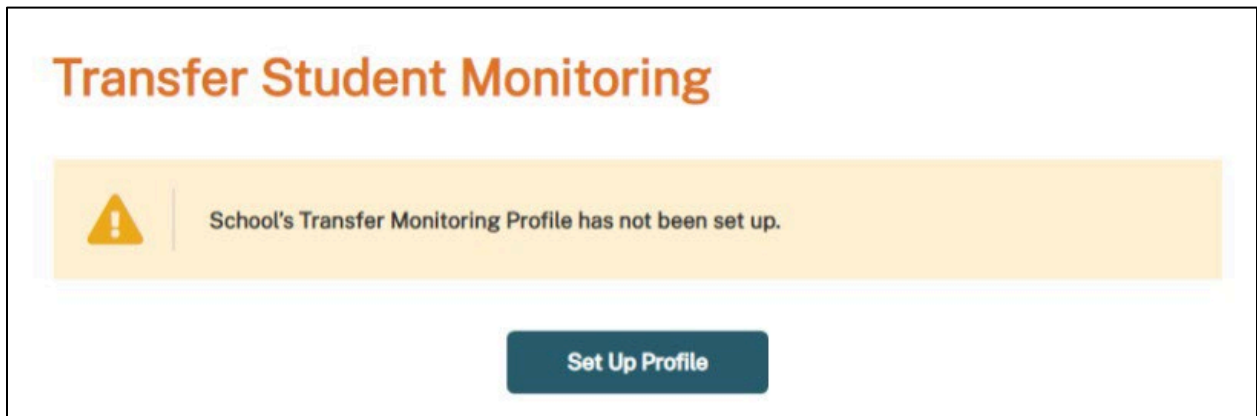 Transfer Student Monitoring
School's Transfer Monitoring Profile has not been set up.
Set Up Profile